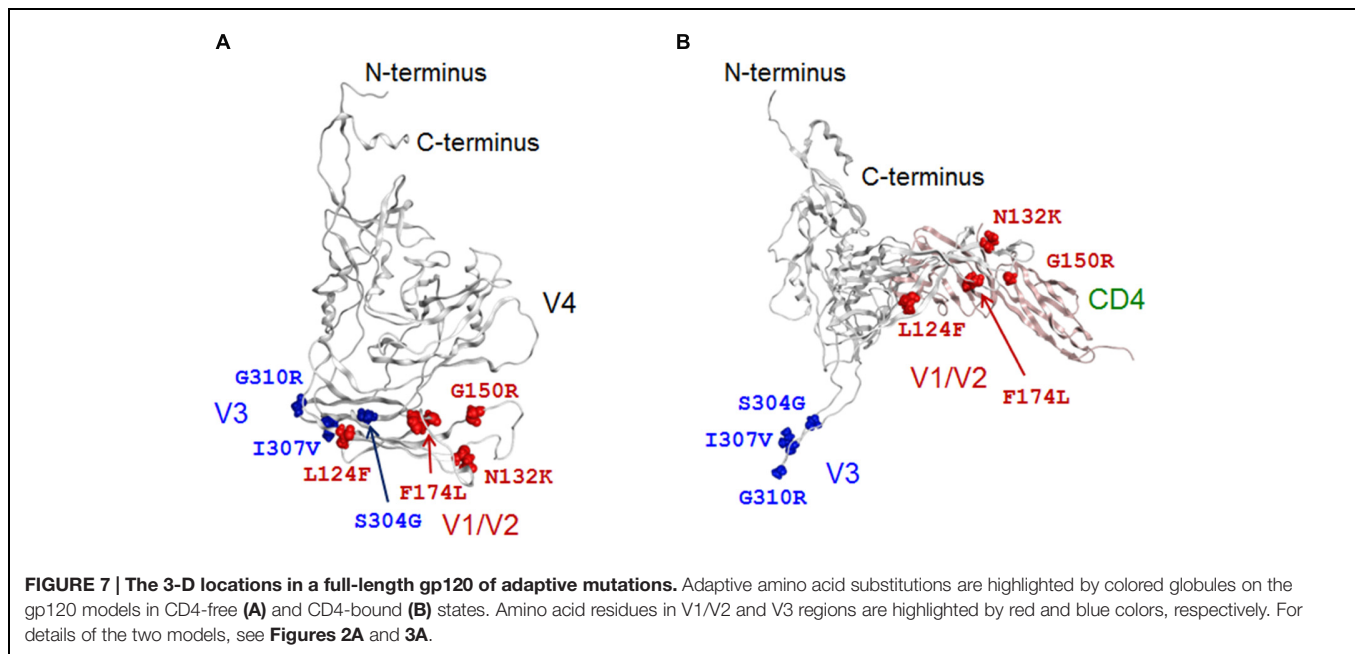 A
N-terminus
C-terminus
V4
G310R
V3
G150R
I307V
L124F
F174L
N132K
S304G
V1/V2
B
N-terminus
C-terminus
N132K
G150R
CD4
L124F
V1/V2
F174L
S304G
I307V
V3
G310R
FIGURE 7 | The 3-D locations in a full-length gp120 of adaptive mutations. Adaptive amino acid substitutions are highlighted by colored globules on the
gp120 models in CD4-free (A) and CD4-bound (B) states. Amino acid residues in V1/V2 and V3 regions are highlighted by red and blue colors, respectively. For
details of the two models, see Figures 2A and 3A.